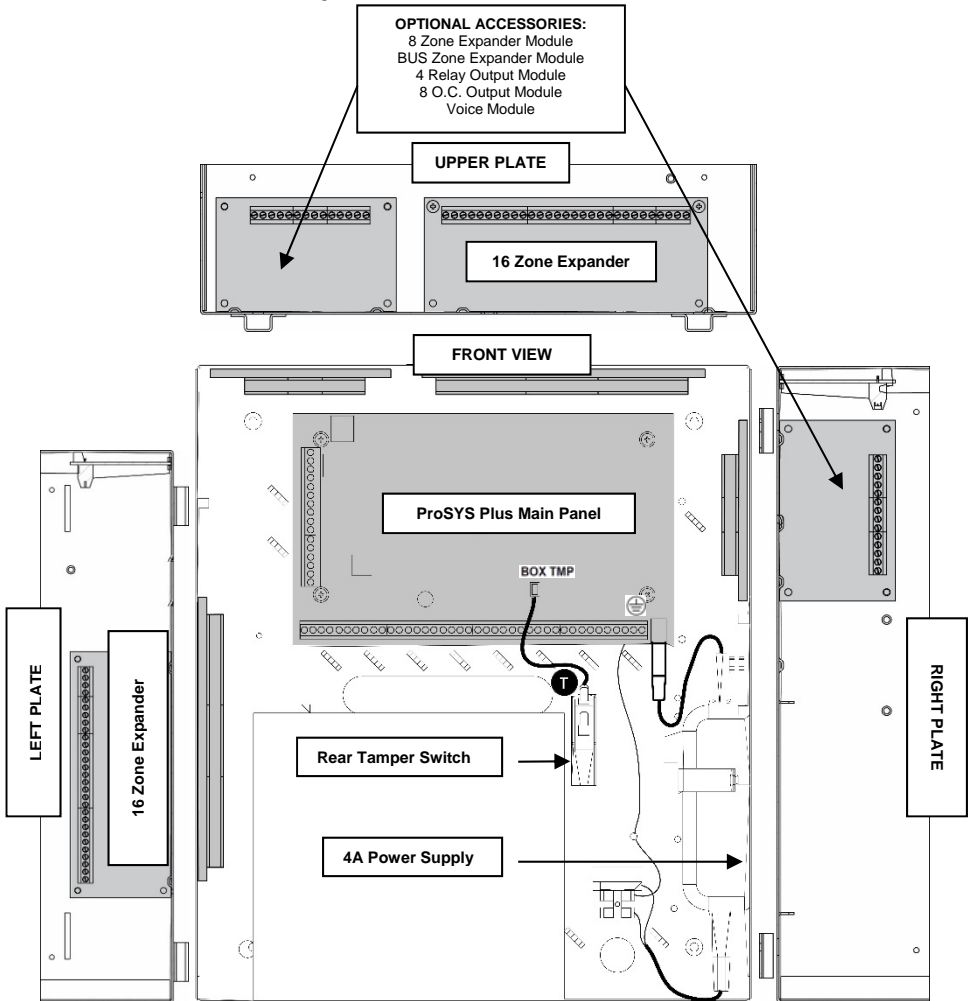 OPTIONAL ACCESSORIES:
8 Zone Expander Module
BUS Zone Expander Module
4 Relay Output Module
8 O.C. Output Module
Voice Module
UPPER PLATE
16 Zone Expander
FRONT VIEW
ProSYS Plus Main Panel
BOX TMP
T
LEFT PLATE
16 Zone Expander
RIGHT PLATE
Rear Tamper Switch
4A Power Supply